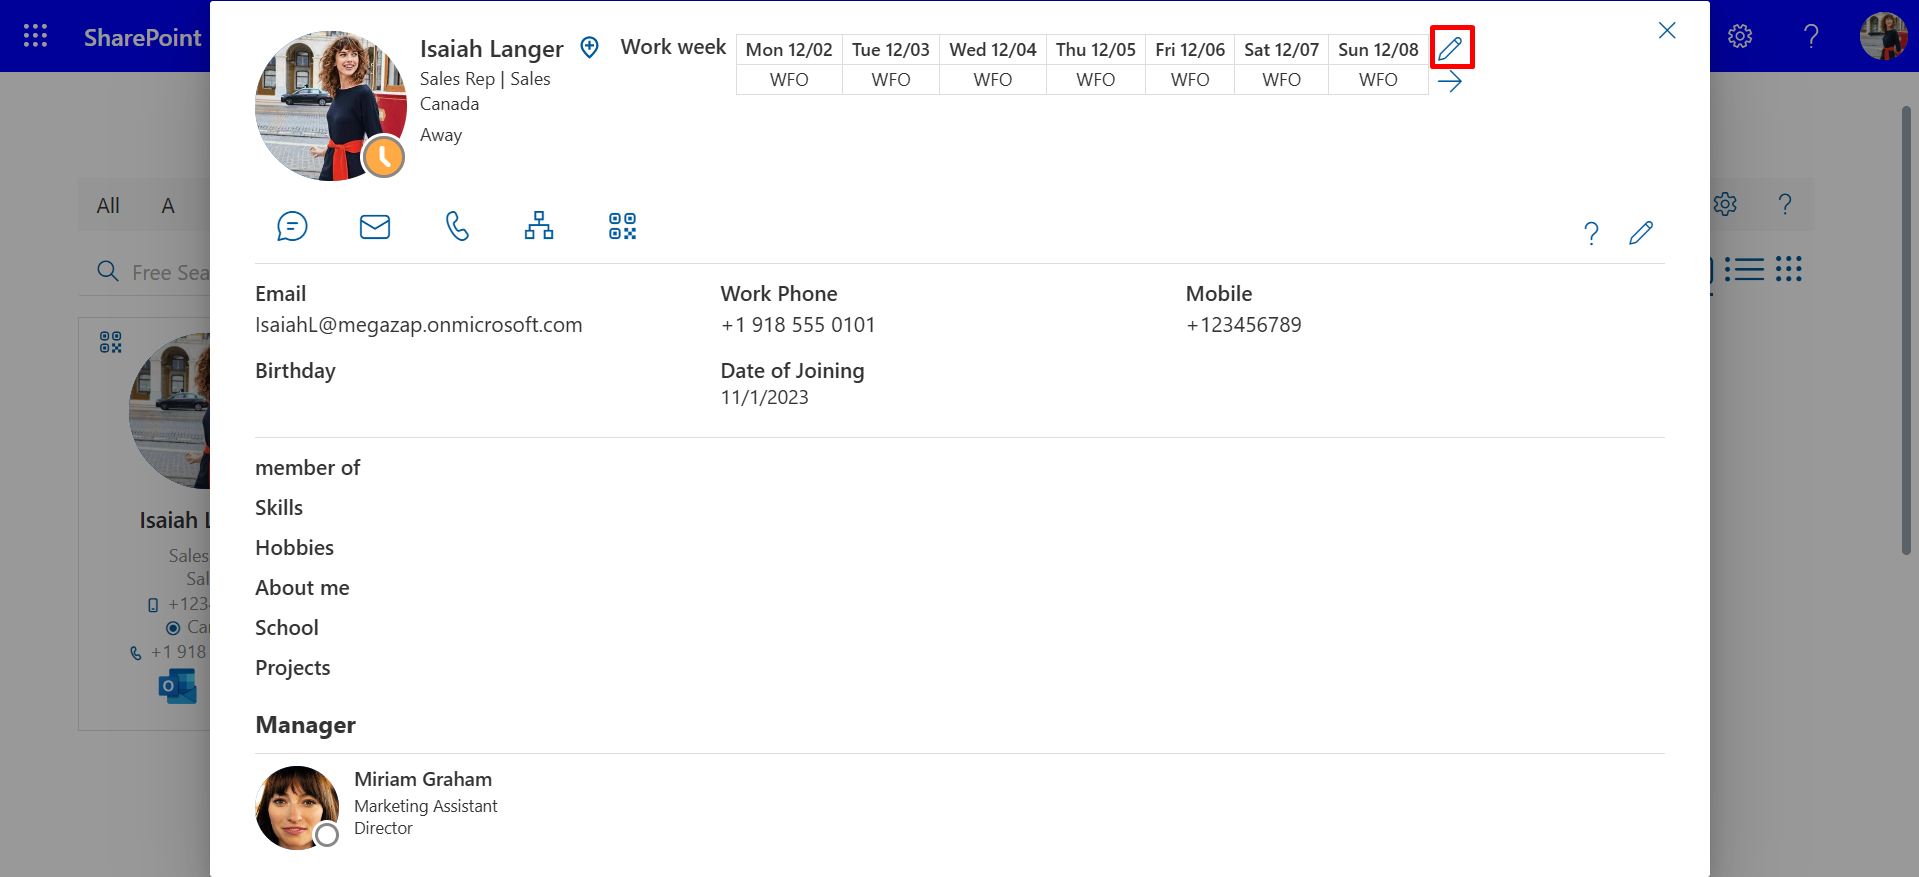 SharePoint
All A
Free Sea
Isaiah L
Sales
Sal
+123
Ca
+1 918
Isaiah Langer
Sales Rep | Sales
Canada
Away
Work week
Mon 12/02 Tue 12/03 Wed 12/04 Thu 12/05 Fri 12/06 Sat 12/07 Sun 12/08
WFO WFO WFO WFO WFO WFO WFO
Email
IsaiahL@megazap.onmicrosoft.com
Work Phone
+1 918 555 0101
Mobile
+123456789
Birthday
Date of Joining
11/1/2023
member of
Skills
Hobbies
About me
School
Projects
Manager
Miriam Graham
Marketing Assistant
Director